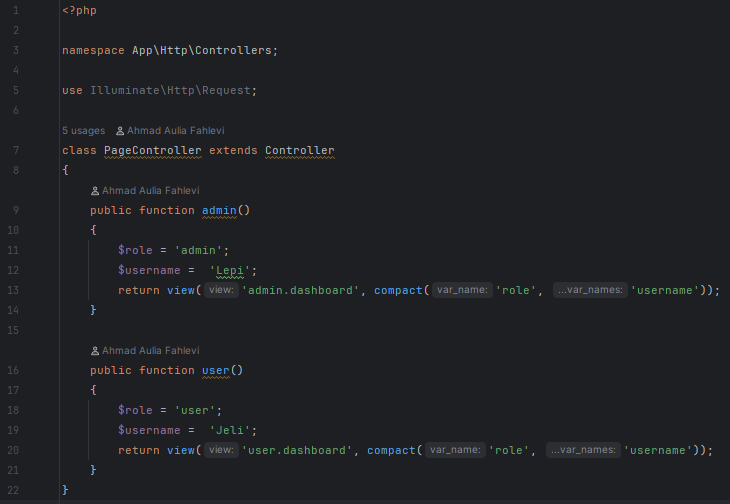 1 <?php
2
3 namespace App\Http\Controllers;
4
5 use Illuminate\Http\Request;
6
5 usages Ahmad Aulia Fahlevi
7 class PageController extends Controller
8 {
Ahmad Aulia Fahlevi
9 public function admin()
10 {
11 $role = 'admin';
12 $username =  'Lepi';
13 return view( view: 'admin.dashboard', compact( var_name: 'role', ...var_names: 'username'));
14 }
15
Ahmad Aulia Fahlevi
16 public function user()
17 {
18 $role = 'user';
19 $username =  'Jeli';
20 return view( view: 'user.dashboard', compact( var_name: 'role', ...var_names: 'username'));
21 }
22 }